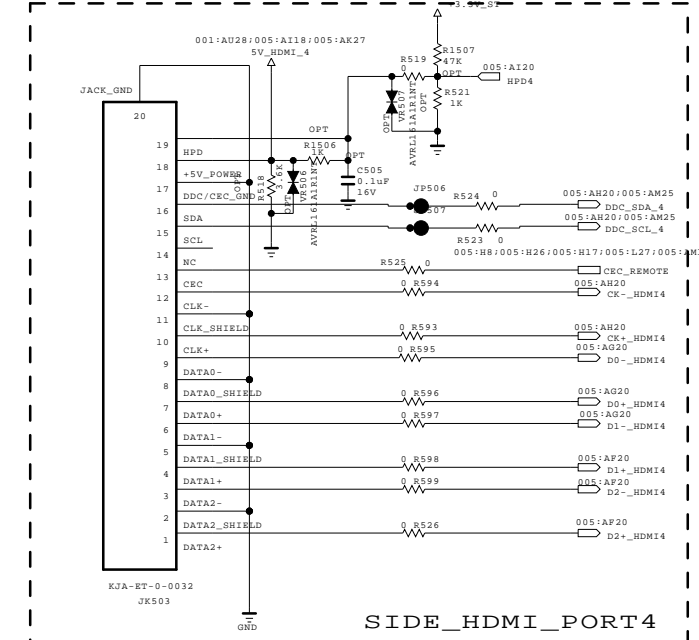 +3.3V_ST
001:AU28;005:AI18;005:AK27
5V_HDMI_4
R1507
47K
OPT
R519
0
005:AI20
HPD4
R521
1K
OPT
VR507
AVRL161A1R1NT
OPT
JACK_GND
20
OPT
R1506
1K
OPT
C505
0.1uF
16V
R518
3.6K
OPT
VR506
OPT
AVRL161A1R1NT
19
HPD
18
+5V_POWER
17
DDC/CEC_GND
16
SDA
15
SCL
14
NC
13
CEC
12
CLK-
11
CLK_SHIELD
10
CLK+
9
DATA0-
8
DATA0_SHIELD
7
DATA0+
6
DATA1-
5
DATA1_SHIELD
4
DATA1+
3
DATA2-
2
DATA2_SHIELD
1
DATA2+
JP506
R524 0
005:AH20;005:AM25
DDC_SDA_4
R523 0
005:AH20;005:AM25
DDC_SCL_4
005:H8;005:H26;005:H17;005:L27;005:AM
R525 0
CEC_REMOTE
0 R594
005:AH20
CK-_HDMI4
0 R593
005:AH20
CK+_HDMI4
0 R595
005:AG20
D0-_HDMI4
0 R596
005:AG20
D0+_HDMI4
0 R597
005:AG20
D1-_HDMI4
0 R598
005:AF20
D1+_HDMI4
0 R599
005:AF20
D2-_HDMI4
0 R526
005:AF20
D2+_HDMI4
KJA-ET-0-0032
JK503
GND
SIDE_HDMI_PORT4